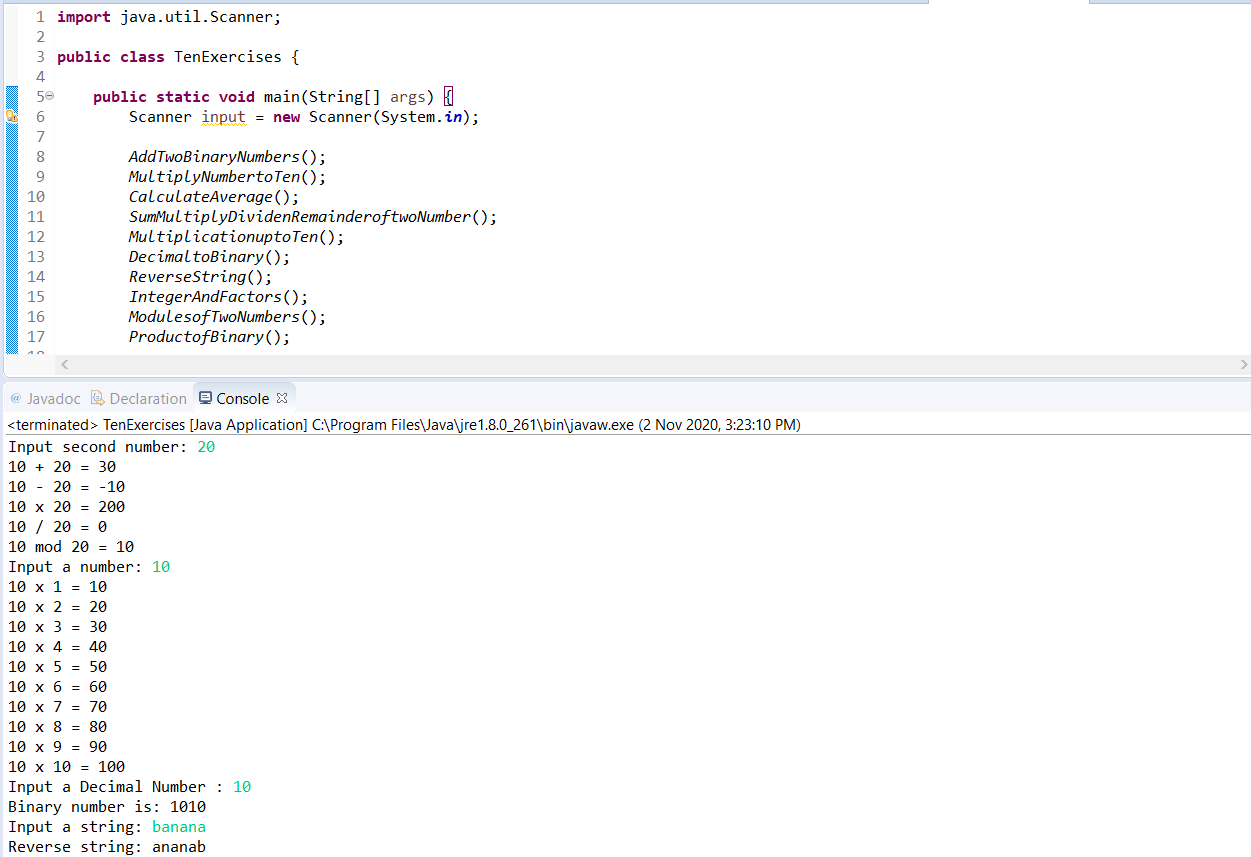 1 import java.util.Scanner;
2
3 public class TenExercises {
4
5 public static void main(String[] args) {
6 Scanner input = new Scanner(System.in);
7
8 AddTwoBinaryNumbers();
9 MultiplyNumbertoTen();
10 CalculateAverage();
11 SumMultiplyDividenRemainderoftwoNumber();
12 MultiplicationuptoTen();
13 DecimaltoBinary();
14 ReverseString();
15 IntegerAndFactors();
16 ModulesofTwoNumbers();
17 ProductofBinary();
@ Javadoc Declaration Console
<terminated> TenExercises [Java Application] C:\Program Files\Java\jre1.8.0_261\bin\javaw.exe (2 Nov 2020, 3:23:10 PM)
Input second number: 20
10 + 20 = 30
10 - 20 = -10
10 x 20 = 200
10 / 20 = 0
10 mod 20 = 10
Input a number: 10
10 x 1 = 10
10 x 2 = 20
10 x 3 = 30
10 x 4 = 40
10 x 5 = 50
10 x 6 = 60
10 x 7 = 70
10 x 8 = 80
10 x 9 = 90
10 x 10 = 100
Input a Decimal Number : 10
Binary number is: 1010
Input a string: banana
Reverse string: ananab